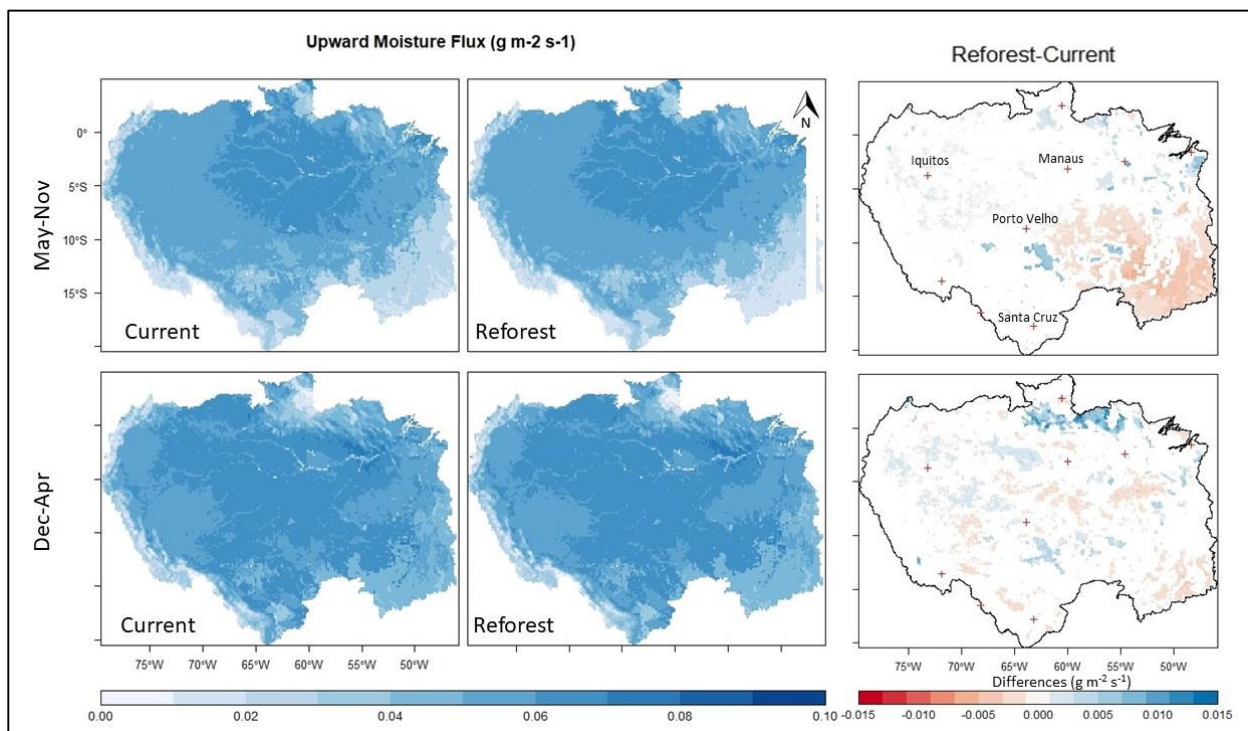 Upward Moisture Flux (g m-2 s-1)
Reforest-Current
May-Nov
0°
5°S
10°S
15°S
Current
N
Reforest
Iquitos
Manaus
Porto Velho
Santa Cruz
Dec-Apr
Current
Reforest
75°W 70°W 65°W 60°W 55°W 50°W
75°W 70°W 65°W 60°W 55°W 50°W
Differences (g m⁻² s⁻¹)
0.00 0.02 0.04 0.06 0.08 0.10
-0.015 -0.010 -0.005 0.000 0.005 0.010 0.015